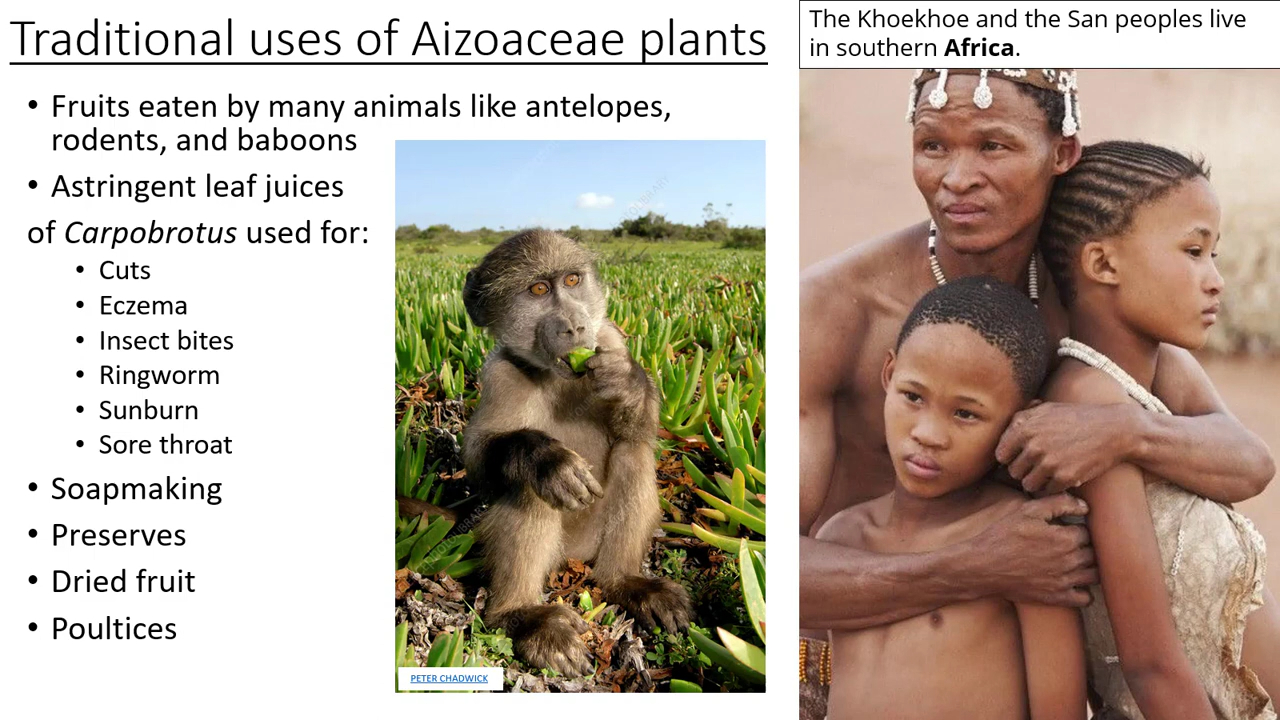 Traditional uses of Aizoaceae plants
• Fruits eaten by many animals like antelopes,
rodents, and baboons
• Astringent leaf juices
of Carpobrotus used for:
• Cuts
• Eczema
• Insect bites
• Ringworm
• Sunburn
• Sore throat
• Soapmaking
• Preserves
• Dried fruit
• Poultices
PETER CHADWICK
The Khoekhoe and the San peoples live
in southern Africa.